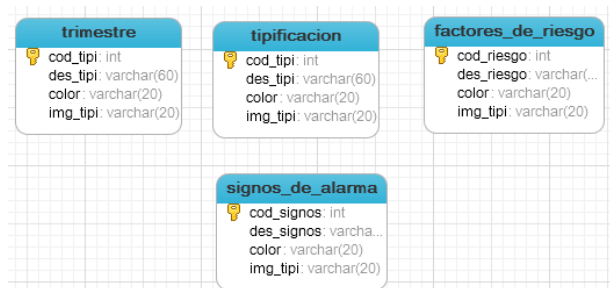 trimestre
cod_tipi: int
des_tipi: varchar(60)
color: varchar(20)
img_tipi: varchar(20)
tipificacion
cod_tipi: int
des_tipi: varchar(60)
color: varchar(20)
img_tipi: varchar(20)
factores_de_riesgo
cod_riesgo: int
des_riesgo: varchar(...
color: varchar(20)
img_tipi: varchar(20)
signos_de_alarma
cod_signos: int
des_signos: varcha...
color: varchar(20)
img_tipi: varchar(20)